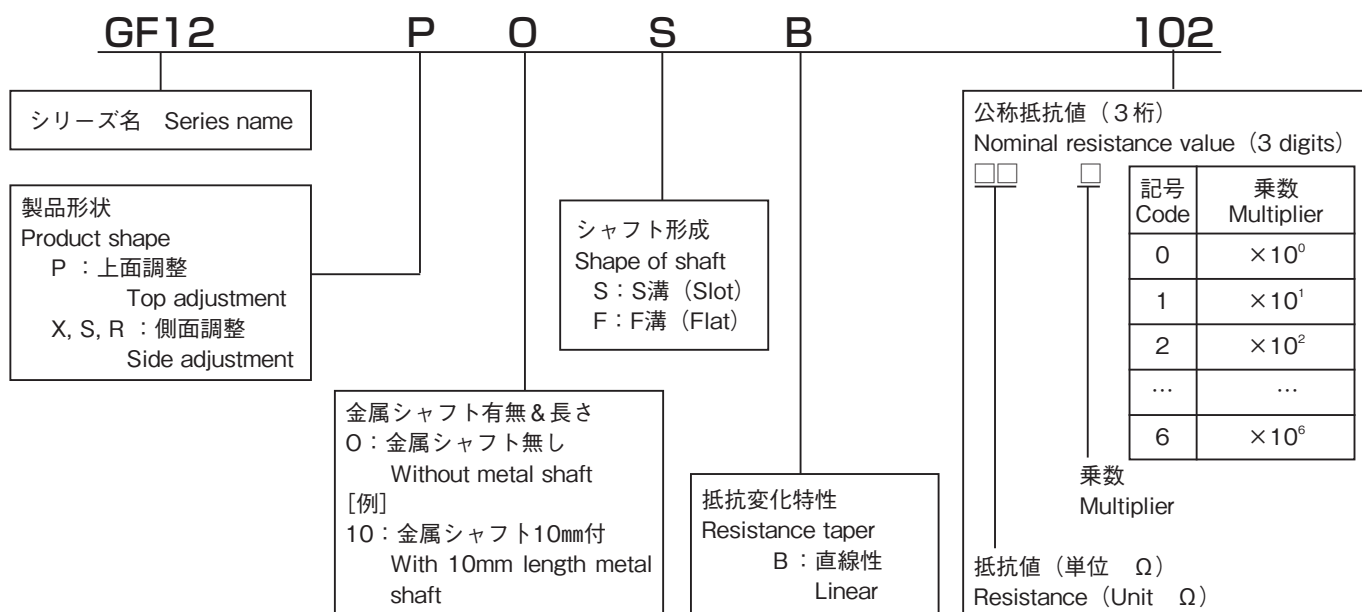 GF12 P O S B 102
シリーズ名 Series name
製品形状
Product shape
P ：上面調整
Top adjustment
X, S, R ：側面調整
Side adjustment
金属シャフト有無＆長さ
O：金属シャフト無し
Without metal shaft
［例］
10：金属シャフト10㎜付
With 10mm length metal
shaft
シャフト形成
Shape of shaft
S：S溝（Slot）
F：F溝（Flat）
抵抗変化特性
Resistance taper
B：直線性
Linear
公称抵抗値（３桁）
Nominal resistance value（3 digits）
□□ □
記号 乗数
Code Multiplier
0 ×10⁰
1 ×10¹
2 ×10²
… …
6 ×10⁶
乗数
Multiplier
抵抗値（単位 Ω）
Resistance（Unit Ω）